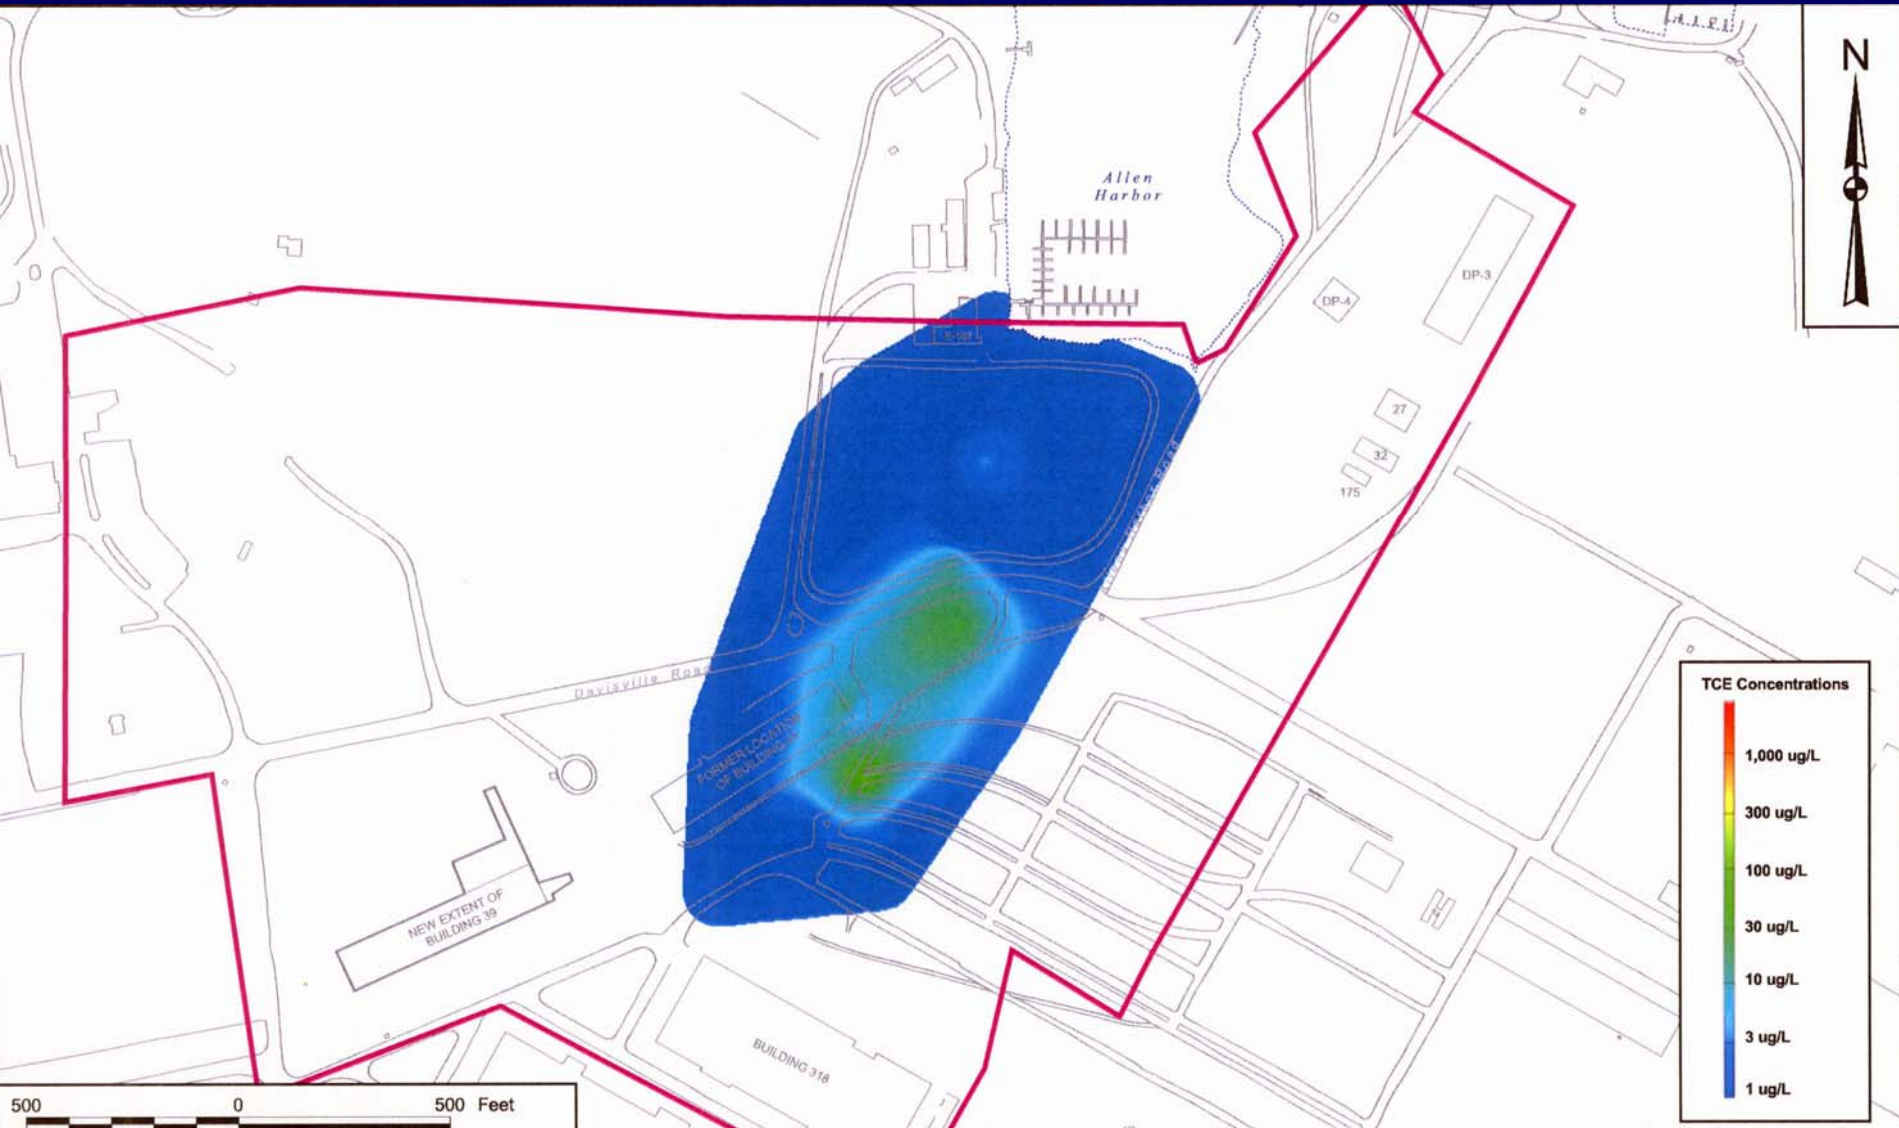 N
Allen
Harbor
DP-3
DP-4
27
32
175
Davisville Road
FORMER LOCATION
OF BUILDING
NEW EXTENT OF
BUILDING 39
BUILDING 318
TCE Concentrations
1,000 ug/L
300 ug/L
100 ug/L
30 ug/L
10 ug/L
3 ug/L
1 ug/L
500 0 500 Feet
Road